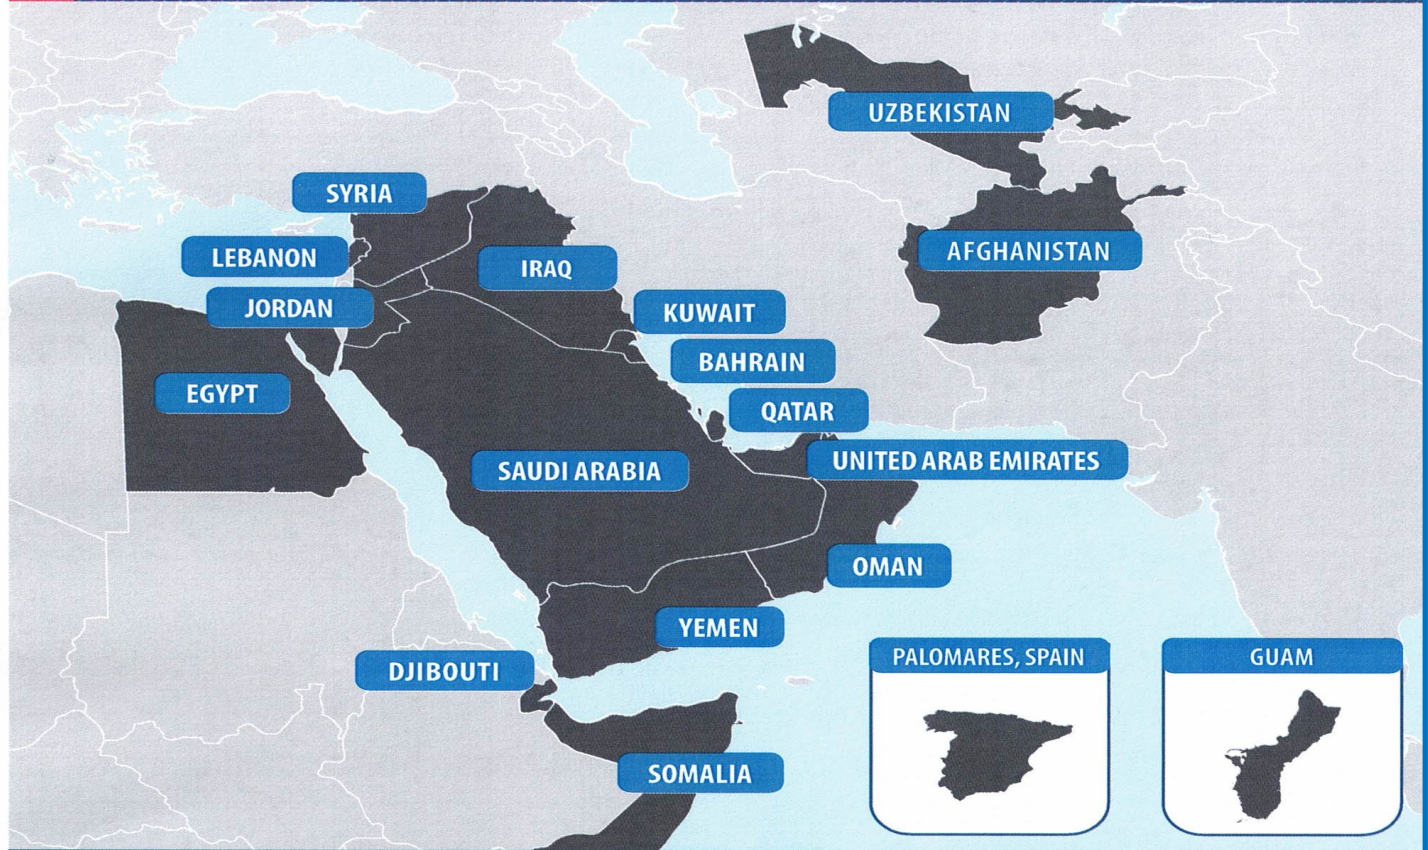 UZBEKISTAN
SYRIA
AFGHANISTAN
LEBANON
IRAQ
JORDAN
KUWAIT
BAHRAIN
EGYPT
QATAR
UNITED ARAB EMIRATES
SAUDI ARABIA
OMAN
YEMEN
DJIBOUTI
PALOMARES, SPAIN
GUAM
SOMALIA